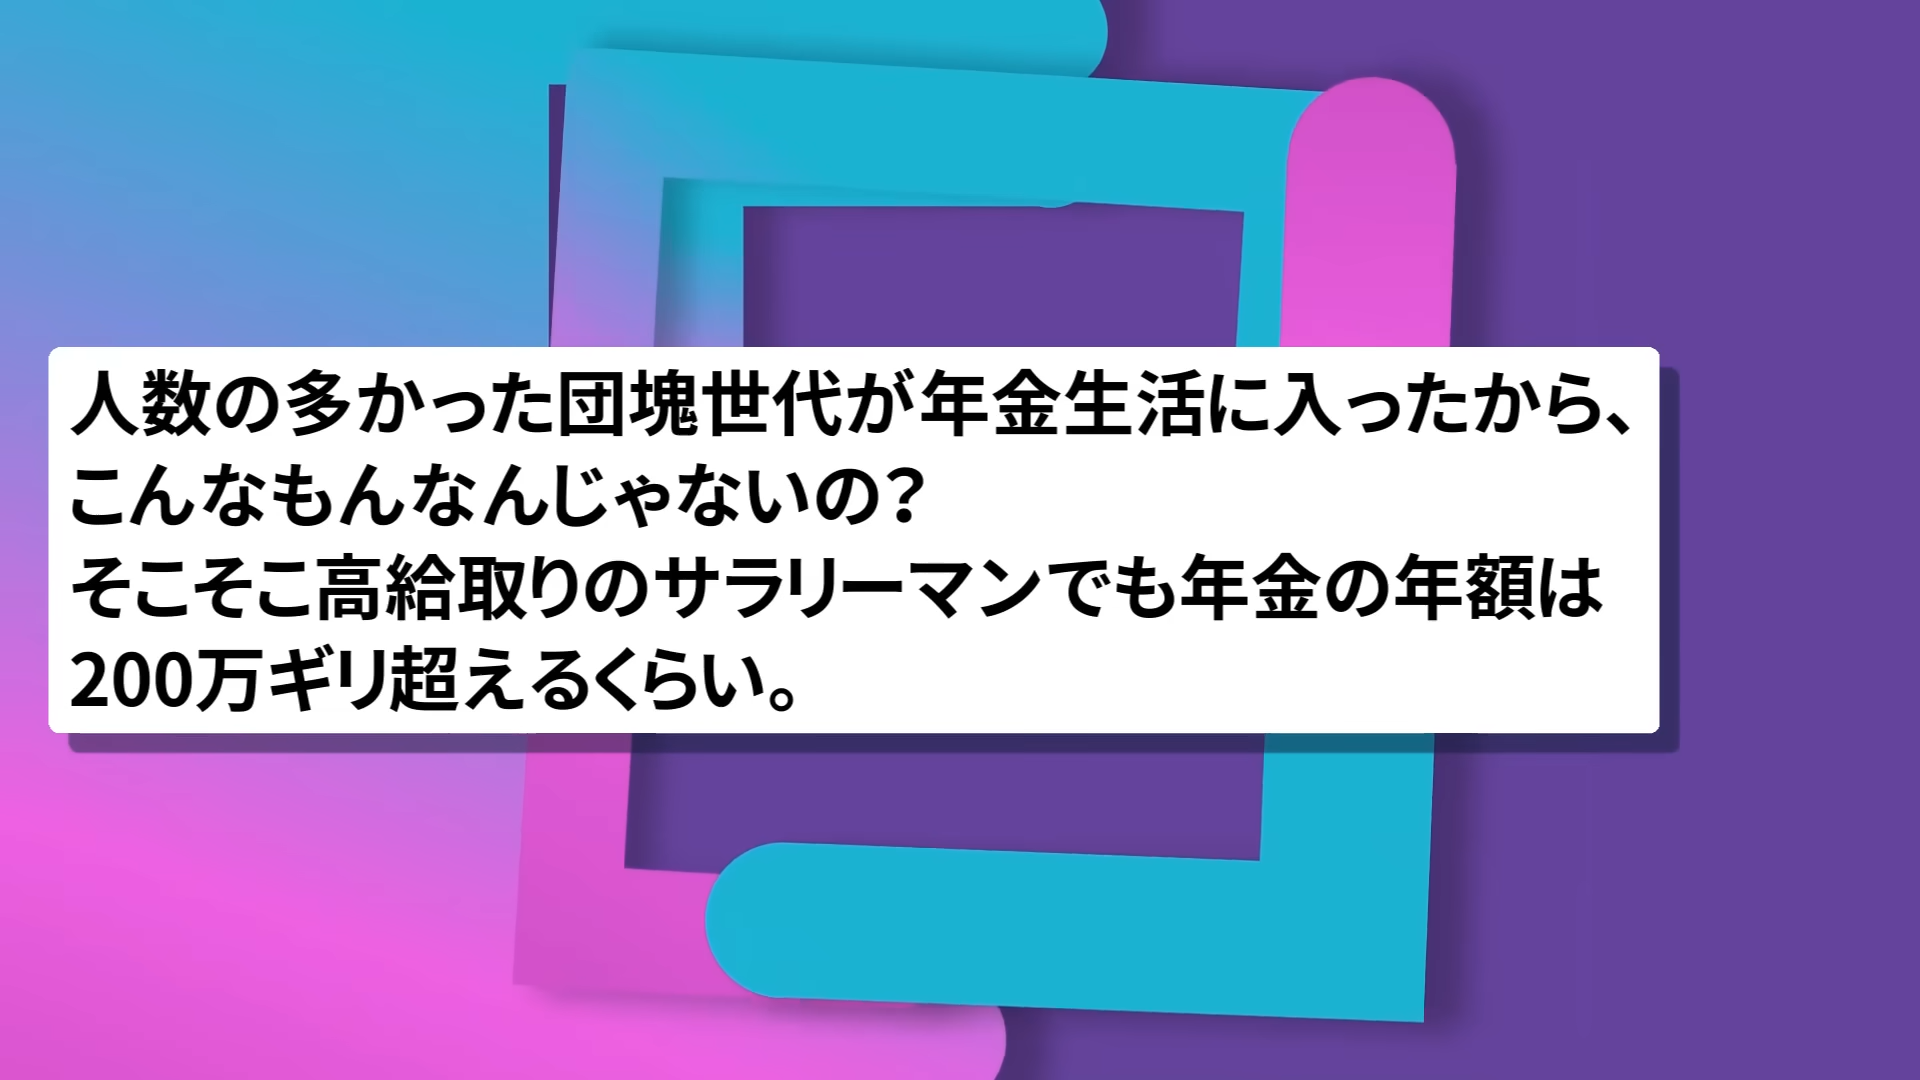 人数の多かった団塊世代が年金生活に入ったから、
こんなもんなんじゃないの？
そこそこ高給取りのサラリーマンでも年金の年額は
200万ギリ超えるくらい。